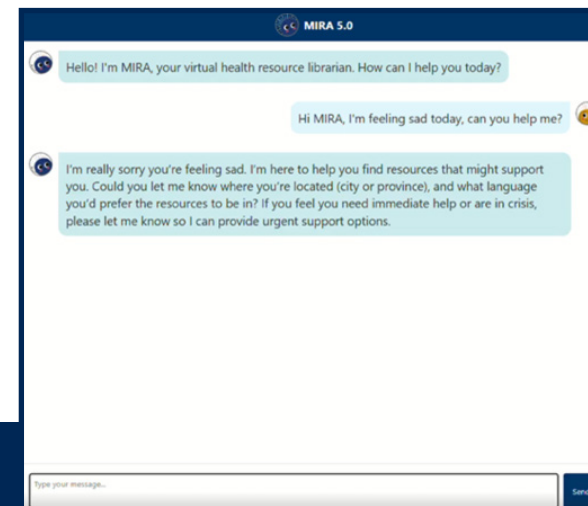 MIRA 5.0
Hello! I'm MIRA, your virtual health resource librarian. How can I help you today?
Hi MIRA, I'm feeling sad today, can you help me?
I'm really sorry you're feeling sad. I'm here to help you find resources that might support
you. Could you let me know where you're located (city or province), and what language
you'd prefer the resources to be in? If you feel you need immediate help or are in crisis,
please let me know so I can provide urgent support options.
Type your message...
Send